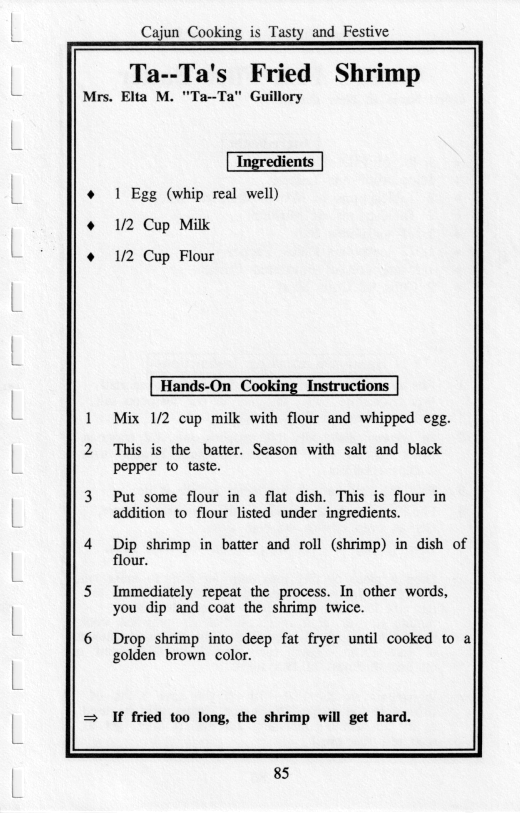 Cajun Cooking is Tasty and Festive
Ta--Ta's Fried Shrimp
Mrs. Elta M. "Ta--Ta" Guillory
Ingredients
♦ 1 Egg (whip real well)
♦ 1/2 Cup Milk
♦ 1/2 Cup Flour
Hands-On Cooking Instructions
1 Mix 1/2 cup milk with flour and whipped egg.
2 This is the batter. Season with salt and black
pepper to taste.
3 Put some flour in a flat dish. This is flour in
addition to flour listed under ingredients.
4 Dip shrimp in batter and roll (shrimp) in dish of
flour.
5 Immediately repeat the process. In other words,
you dip and coat the shrimp twice.
6 Drop shrimp into deep fat fryer until cooked to a
golden brown color.
⇒ If fried too long, the shrimp will get hard.
85